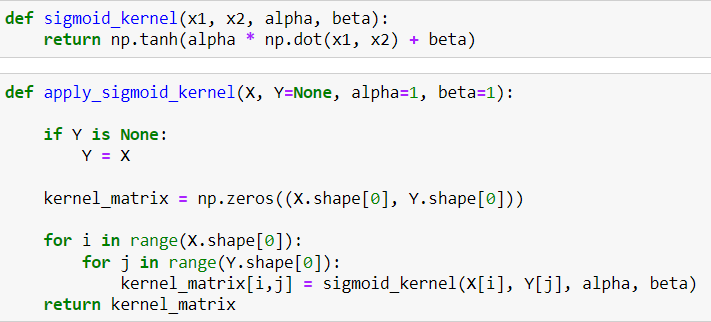 def sigmoid_kernel(x1, x2, alpha, beta):
    return np.tanh(alpha * np.dot(x1, x2) + beta)
def apply_sigmoid_kernel(X, Y=None, alpha=1, beta=1):
    if Y is None:
        Y = X
    kernel_matrix = np.zeros((X.shape[0], Y.shape[0]))
    for i in range(X.shape[0]):
        for j in range(Y.shape[0]):
            kernel_matrix[i,j] = sigmoid_kernel(X[i], Y[j], alpha, beta)
    return kernel_matrix